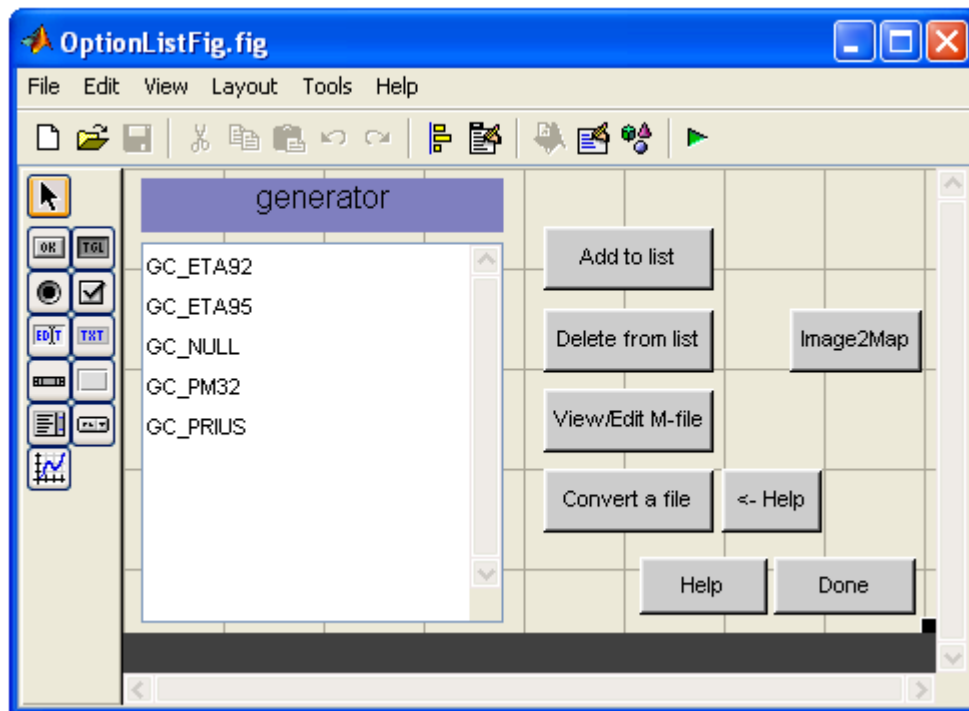 OptionListFig.fig
File Edit View Layout Tools Help
OK TGL
EDIT TXT
generator
GC_ETA92
GC_ETA95
GC_NULL
GC_PM32
GC_PRIUS
Add to list
Delete from list
Image2Map
View/Edit M-file
Convert a file
<- Help
Help
Done